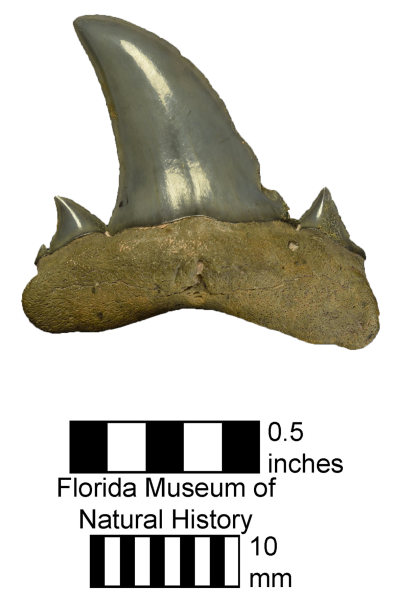 0.5
inches
Florida Museum of
Natural History
10
mm